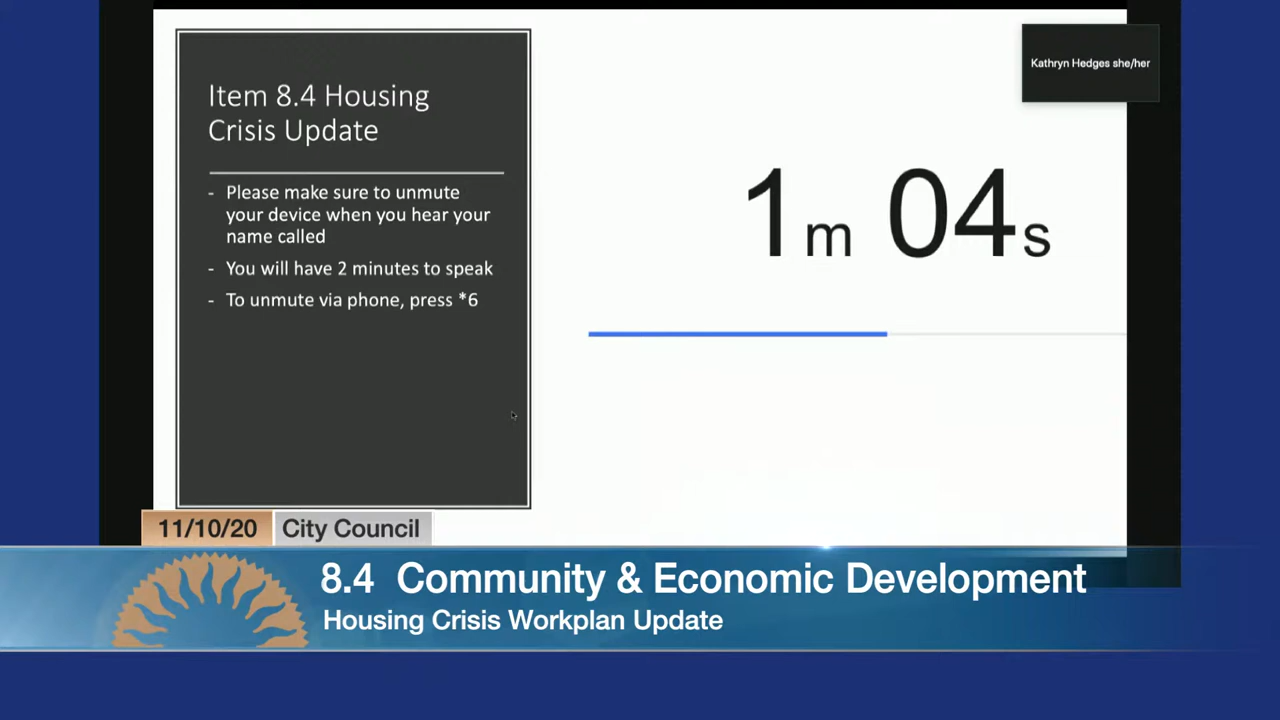 Item 8.4 Housing
Crisis Update
- Please make sure to unmute
your device when you hear your
name called
- You will have 2 minutes to speak
- To unmute via phone, press *6
Kathryn Hedges she/her
1m 04s
11/10/20 City Council
8.4 Community & Economic Development
Housing Crisis Workplan Update